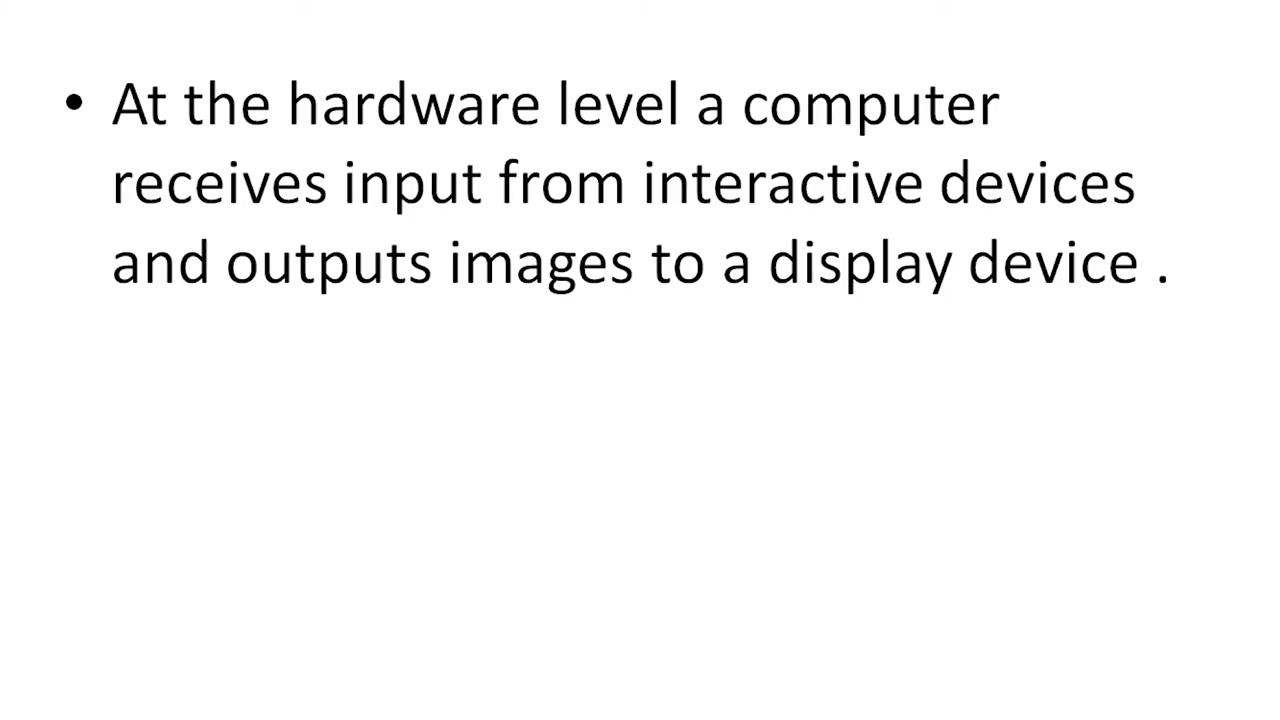 • At the hardware level a computer
receives input from interactive devices
and outputs images to a display device .